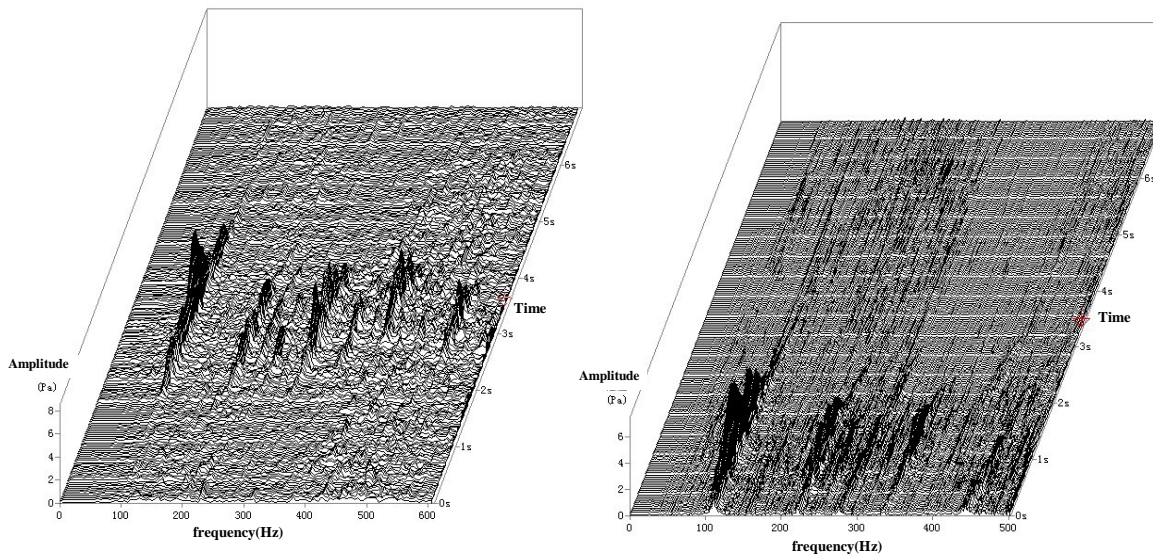 Amplitude
(Pa)
8
6
4
2
0
0
100
200
300
400
500
600
frequency(Hz)
0s
1s
2s
3s
4s
5s
6s
Time
Amplitude
(Pa)
6
4
2
0
0
100
200
300
400
500
frequency(Hz)
0s
1s
2s
3s
4s
5s
6s
Time